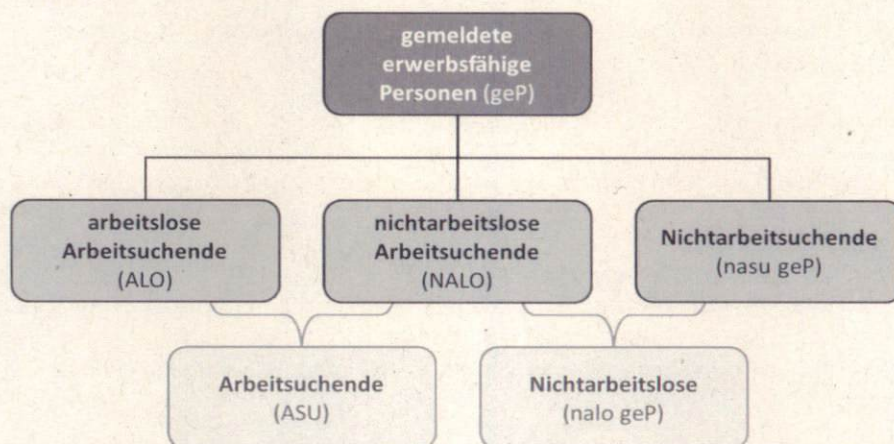 gemeldete
erwerbsfähige
Personen (geP)
arbeitslose
Arbeitsuchende
(ALO)
nichtarbeitslose
Arbeitsuchende
(NALO)
Nichtarbeitsuchende
(nasu geP)
Arbeitsuchende
(ASU)
Nichtarbeitslose
(nalo geP)